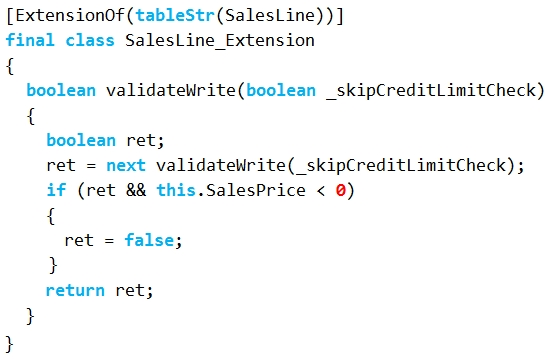 [ExtensionOf(tableStr(SalesLine))]
final class SalesLine_Extension
{
boolean validateWrite(boolean _skipCreditLimitCheck)
{
boolean ret;
ret = next validateWrite(_skipCreditLimitCheck);
if (ret && this.SalesPrice < 0)
{
ret = false;
}
return ret;
}
}